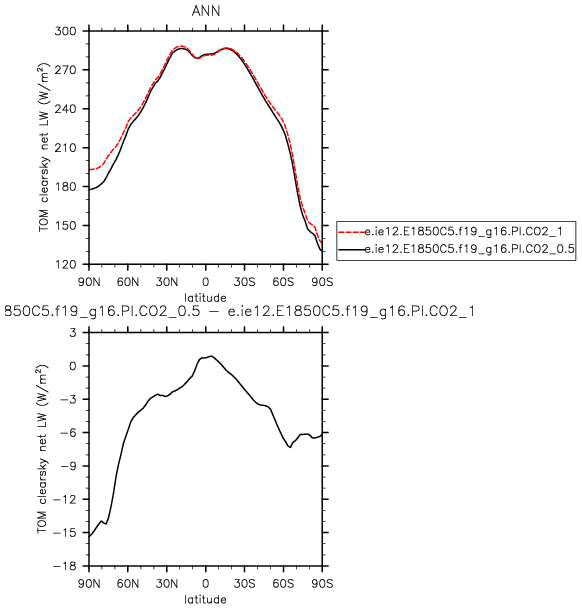 ANN
300
270
240
210
180
150
120
TOM clearsky net LW (W/m²)
90N 60N 30N 0 30S 60S 90S
latitude
e.ie12.E1850C5.f19_g16.PI.CO2_1
e.ie12.E1850C5.f19_g16.PI.CO2_0.5
850C5.f19_g16.PI.CO2_0.5 − e.ie12.E1850C5.f19_g16.PI.CO2_1
3
0
−3
−6
−9
−12
−15
−18
TOM clearsky net LW (W/m²)
90N 60N 30N 0 30S 60S 90S
latitude